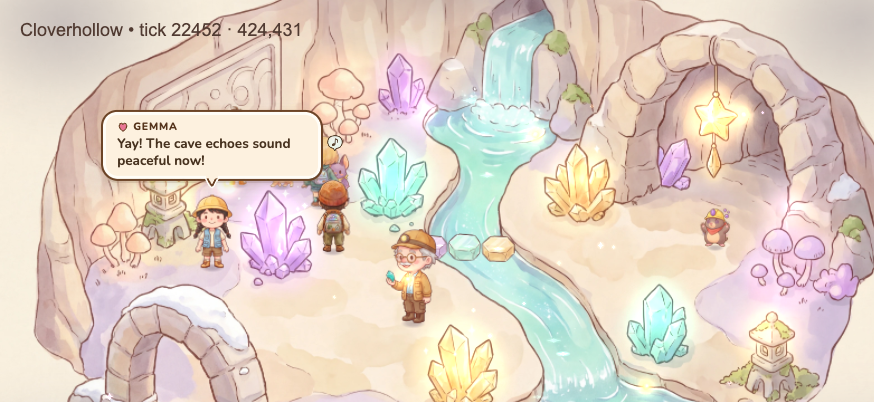 Cloverhollow • tick 22452 · 424,431
GEMMA
Yay! The cave echoes sound
peaceful now!